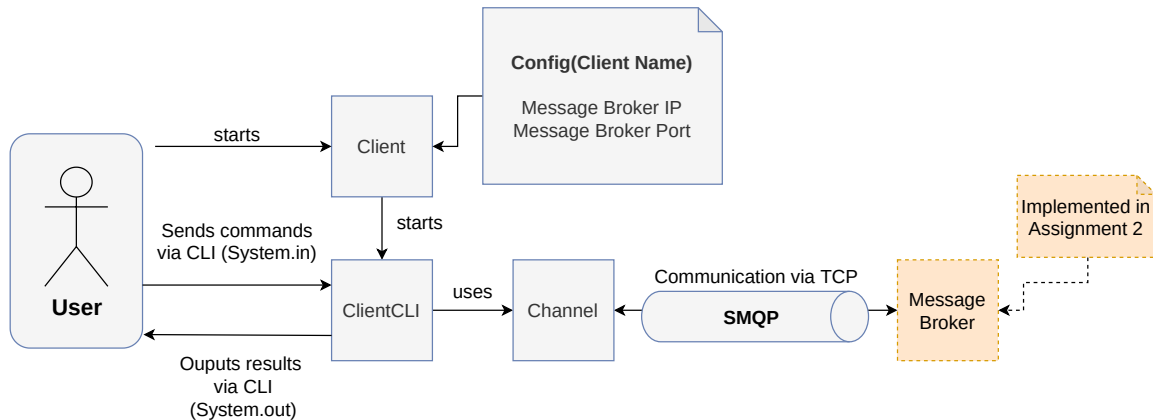 Config(Client Name)
Message Broker IP
Message Broker Port
starts
Client
starts
Sends commands
via CLI (System.in)
User
ClientCLI
uses
Channel
Communication via TCP
SMQP
Message
Broker
Implemented in
Assignment 2
Ouputs results
via CLI
(System.out)